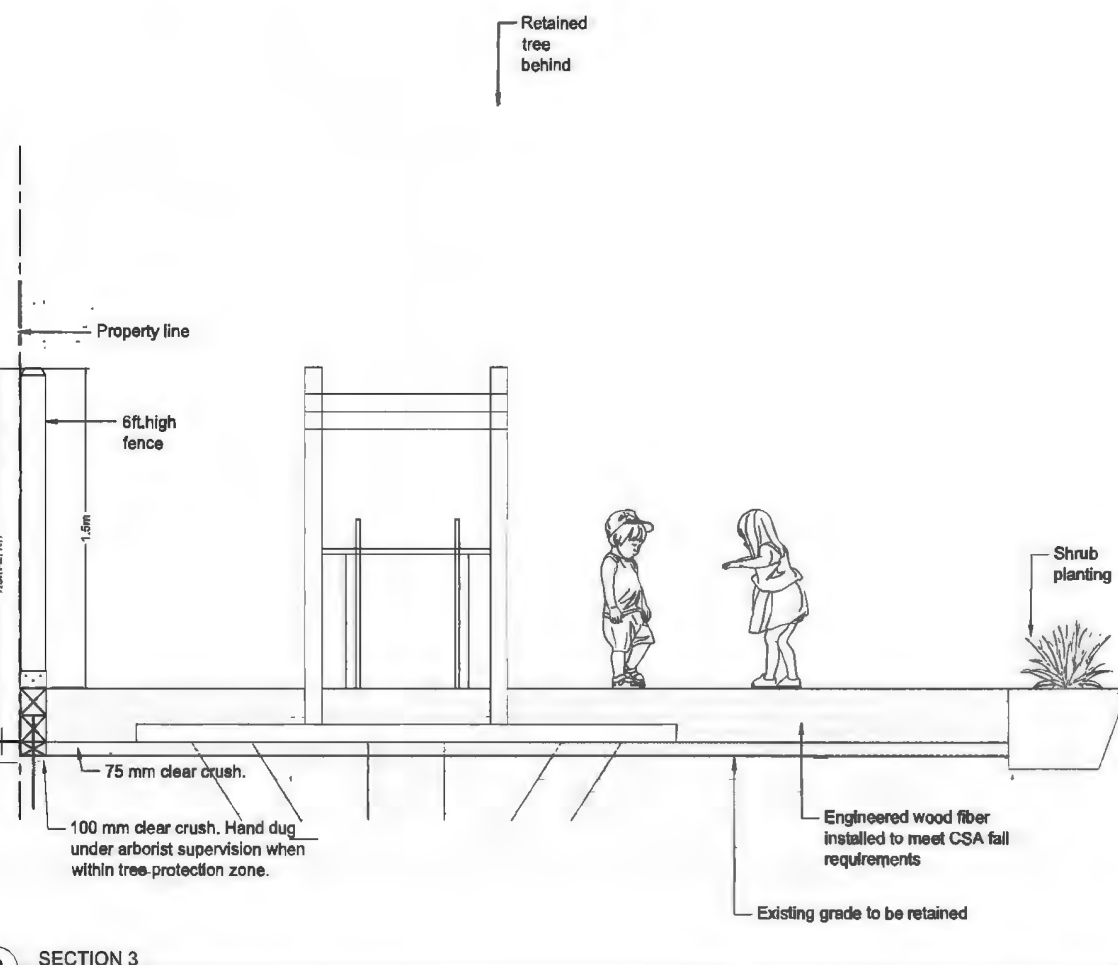 Retained
tree
behind
Property line
6ft.high
fence
1.5m
Shrub
planting
75 mm clear crush.
100 mm clear crush. Hand dug
under arborist supervision when
within tree protection zone.
Engineered wood fiber
installed to meet CSA fall
requirements
Existing grade to be retained
SECTION 3